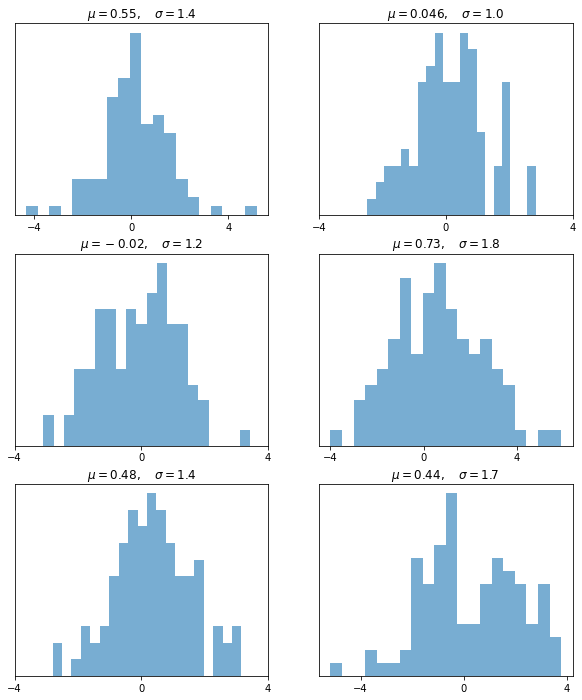 μ = 0.55, σ = 1.4
μ = 0.046, σ = 1.0
-4 0 4
-4 0 4
μ = − 0.02, σ = 1.2
μ = 0.73, σ = 1.8
-4 0 4
-4 0 4
μ = 0.48, σ = 1.4
μ = 0.44, σ = 1.7
-4 0 4
-4 0 4